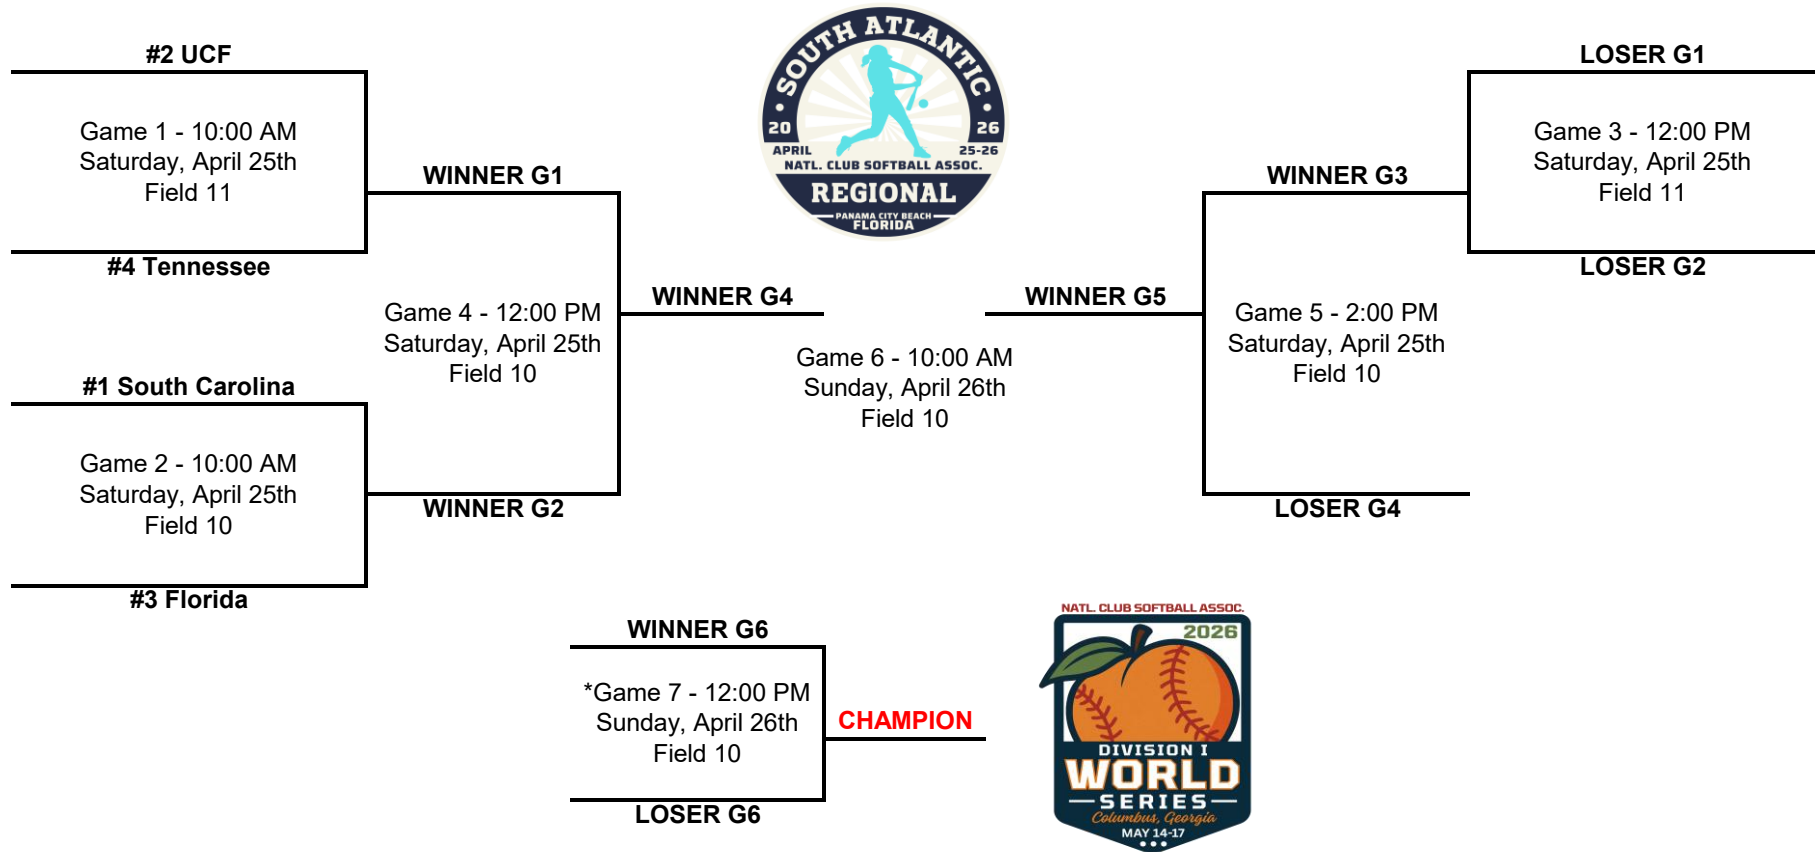 #2 UCF
Game 1 - 10:00 AM
Saturday, April 25th
Field 11
#4 Tennessee
WINNER G1
#1 South Carolina
Game 2 - 10:00 AM
Saturday, April 25th
Field 10
#3 Florida
WINNER G2
Game 4 - 12:00 PM
Saturday, April 25th
Field 10
WINNER G4
SOUTH ATLANTIC
20 26
APRIL 25-26
NATL. CLUB SOFTBALL ASSOC.
REGIONAL
PANAMA CITY BEACH
FLORIDA
Game 6 - 10:00 AM
Sunday, April 26th
Field 10
WINNER G5
WINNER G3
Game 5 - 2:00 PM
Saturday, April 25th
Field 10
LOSER G4
LOSER G1
Game 3 - 12:00 PM
Saturday, April 25th
Field 11
LOSER G2
WINNER G6
*Game 7 - 12:00 PM
Sunday, April 26th
Field 10
LOSER G6
CHAMPION
NATL. CLUB SOFTBALL ASSOC.
2026
DIVISION I
WORLD
SERIES
Columbus, Georgia
MAY 14-17